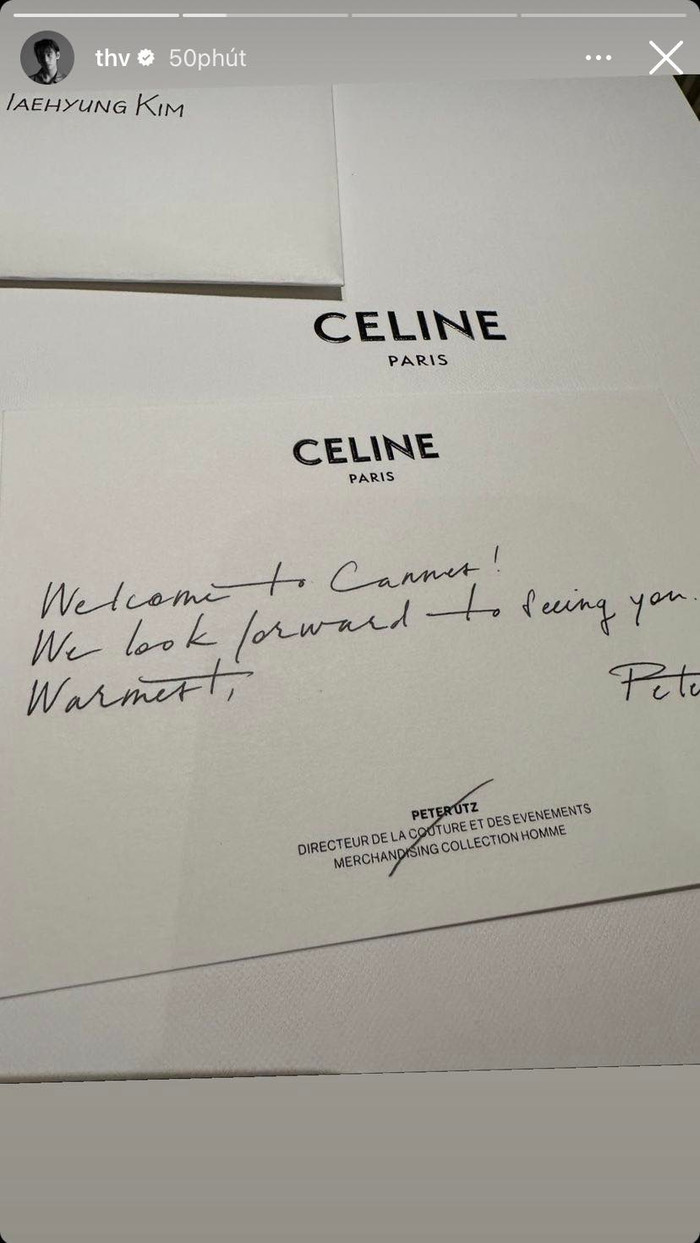 thv 50phút
TAEHYUNG KIM
CELINE
PARIS
CELINE
PARIS
Welcome to Cannes!
We look forward to seeing you.
Warmest,
Pete
PETER UTZ
DIRECTEUR DE LA COUTURE ET DES EVENEMENTS
MERCHANDISING COLLECTION HOMME